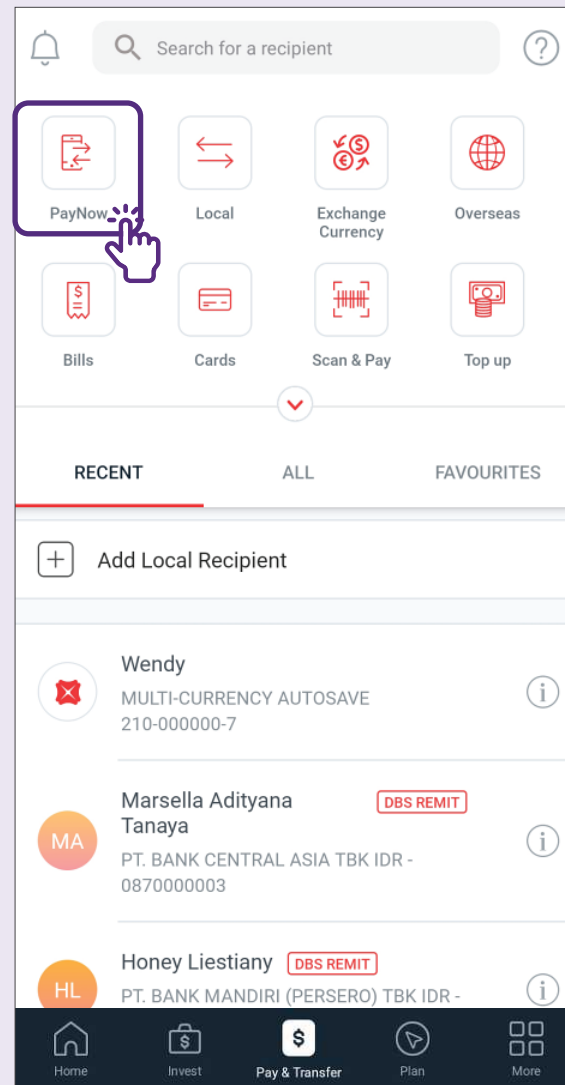 Search for a recipient
?
PayNow
Local
Exchange
Currency
Overseas
Bills
Cards
Scan & Pay
Top up
RECENT
ALL
FAVOURITES
Add Local Recipient
Wendy
MULTI-CURRENCY AUTOSAVE
210-000000-7
Marsella Adityana
Tanaya
DBS REMIT
MA
PT. BANK CENTRAL ASIA TBK IDR -
0870000003
Honey Liestiany DBS REMIT
HL
PT. BANK MANDIRI (PERSERO) TBK IDR -
Home
Invest
Pay & Transfer
Plan
More